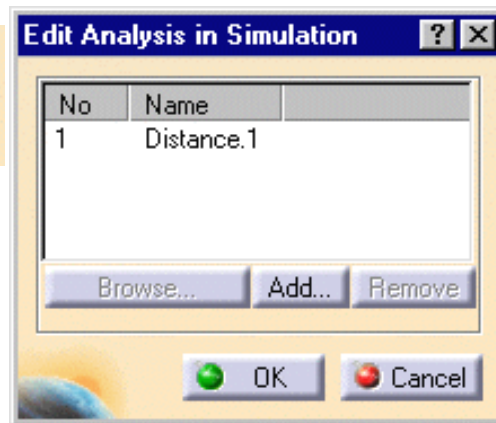 Edit Analysis in Simulation ? X
No Name
1 Distance.1
Browse... Add... Remove
OK Cancel